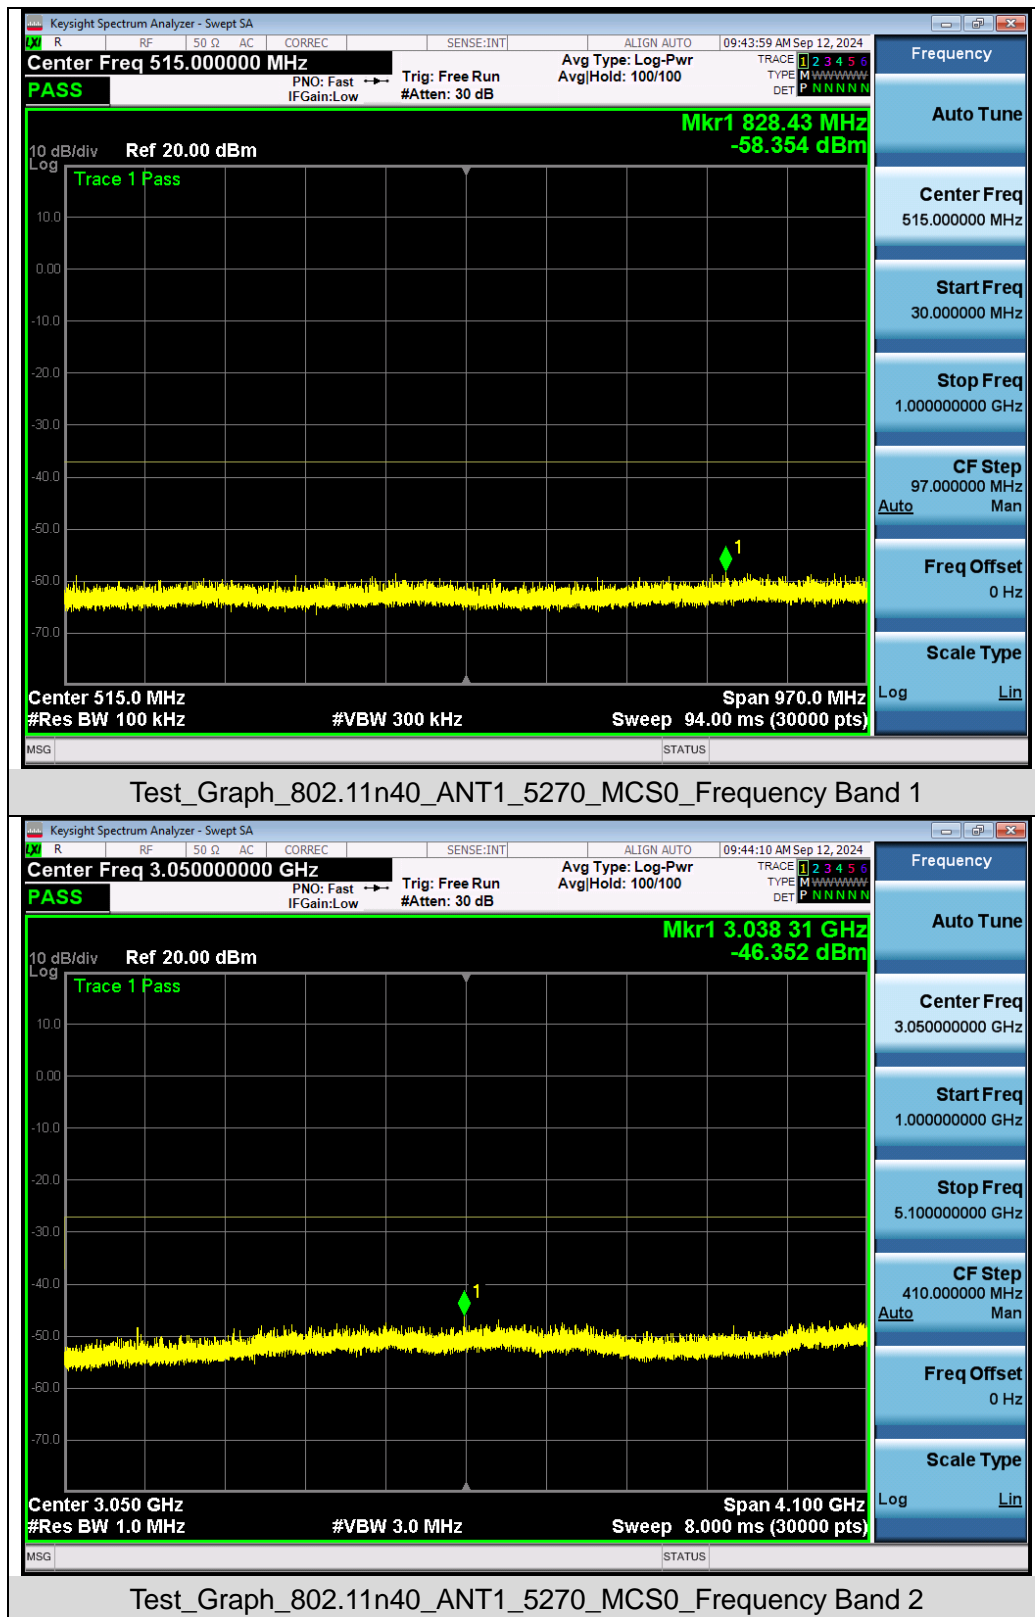 Keysight Spectrum Analyzer - Swept SA
LXI R RF 50 Ω AC CORREC SENSE:INT ALIGN AUTO 09:43:59 AM Sep 12, 2024
Center Freq 515.000000 MHz
PASS
PNO: Fast
IFGain:Low
Trig: Free Run
#Atten: 30 dB
Avg Type: Log-Pwr
Avg|Hold: 100/100
TRACE 1 2 3 4 5 6
TYPE M WWWWW
DET P N N N N N
Mkr1 828.43 MHz
-58.354 dBm
10 dB/div Ref 20.00 dBm
Log
Trace 1 Pass
10.0
0.00
-10.0
-20.0
-30.0
-40.0
-50.0
-60.0
-70.0
1
Center 515.0 MHz Span 970.0 MHz
#Res BW 100 kHz #VBW 300 kHz Sweep 94.00 ms (30000 pts)
MSG STATUS
Frequency
Auto Tune
Center Freq
515.000000 MHz
Start Freq
30.000000 MHz
Stop Freq
1.000000000 GHz
CF Step
97.000000 MHz
Auto Man
Freq Offset
0 Hz
Scale Type
Log Lin
Test_Graph_802.11n40_ANT1_5270_MCS0_Frequency Band 1
Keysight Spectrum Analyzer - Swept SA
LXI R RF 50 Ω AC CORREC SENSE:INT ALIGN AUTO 09:44:10 AM Sep 12, 2024
Center Freq 3.050000000 GHz
PASS
PNO: Fast
IFGain:Low
Trig: Free Run
#Atten: 30 dB
Avg Type: Log-Pwr
Avg|Hold: 100/100
TRACE 1 2 3 4 5 6
TYPE M WWWWW
DET P N N N N N
Mkr1 3.038 31 GHz
-46.352 dBm
10 dB/div Ref 20.00 dBm
Log
Trace 1 Pass
10.0
0.00
-10.0
-20.0
-30.0
-40.0
-50.0
-60.0
-70.0
1
Center 3.050 GHz Span 4.100 GHz
#Res BW 1.0 MHz #VBW 3.0 MHz Sweep 8.000 ms (30000 pts)
MSG STATUS
Frequency
Auto Tune
Center Freq
3.050000000 GHz
Start Freq
1.000000000 GHz
Stop Freq
5.100000000 GHz
CF Step
410.000000 MHz
Auto Man
Freq Offset
0 Hz
Scale Type
Log Lin
Test_Graph_802.11n40_ANT1_5270_MCS0_Frequency Band 2